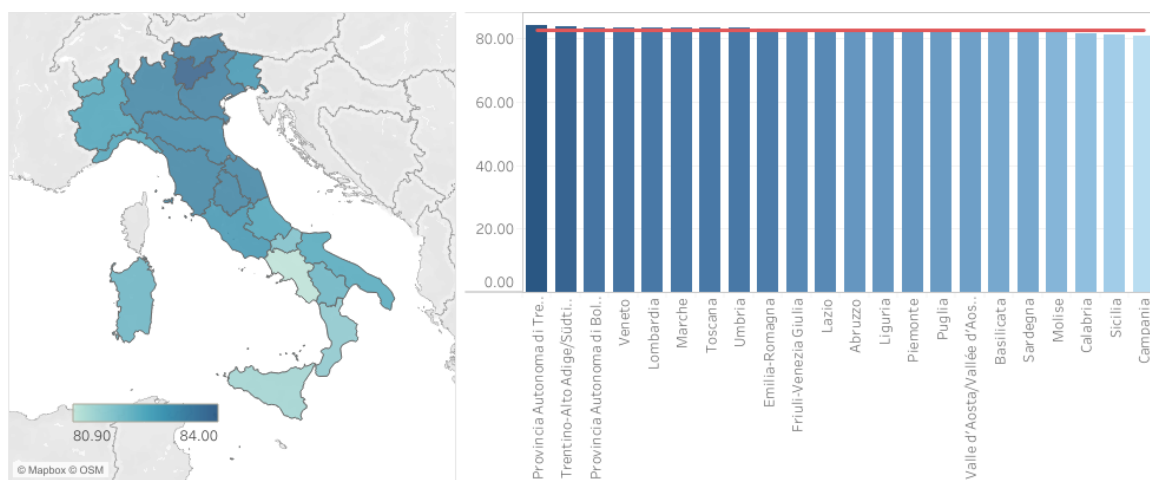 80.90
84.00
© Mapbox © OSM
80.00
60.00
40.00
20.00
0.00
Provincia Autonoma di Tre..
Trentino-Alto Adige/Südti..
Provincia Autonoma di Bol..
Veneto
Lombardia
Marche
Toscana
Umbria
Emilia-Romagna
Friuli-Venezia Giulia
Lazio
Abruzzo
Liguria
Piemonte
Puglia
Valle d'Aosta/Vallée d'Aos..
Basilicata
Sardegna
Molise
Calabria
Sicilia
Campania